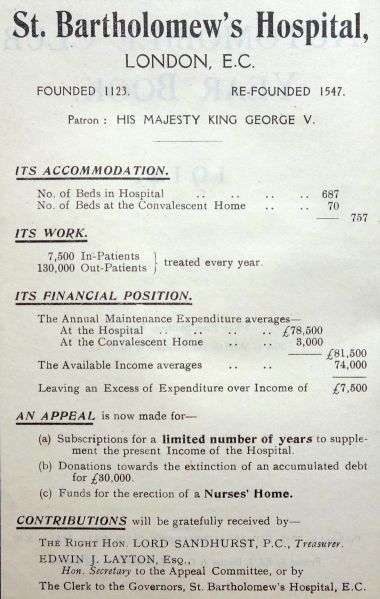 St. Bartholomew's Hospital,
LONDON, E.C.
FOUNDED 1123. RE-FOUNDED 1547.
Patron : HIS MAJESTY KING GEORGE V.
ITS ACCOMMODATION.
No. of Beds in Hospital .. .. .. .. 687
No. of Beds at the Convalescent Home .. .. 70
757
ITS WORK.
7,500 In-Patients
130,000 Out-Patients } treated every year.
ITS FINANCIAL POSITION.
The Annual Maintenance Expenditure averages—
At the Hospital .. .. .. .. £78,500
At the Convalescent Home .. .. 3,000
£81,500
The Available Income averages .. .. 74,000
Leaving an Excess of Expenditure over Income of £7,500
AN APPEAL is now made for—
(a) Subscriptions for a limited number of years to supple-
ment the present Income of the Hospital.
(b) Donations towards the extinction of an accumulated debt
for £30,000.
(c) Funds for the erection of a Nurses' Home.
CONTRIBUTIONS will be gratefully received by—
THE RIGHT HON. LORD SANDHURST, P.C., Treasurer.
EDWIN J. LAYTON, ESQ.,
Hon. Secretary to the Appeal Committee, or by
The Clerk to the Governors, St. Bartholomew's Hospital, E.C.